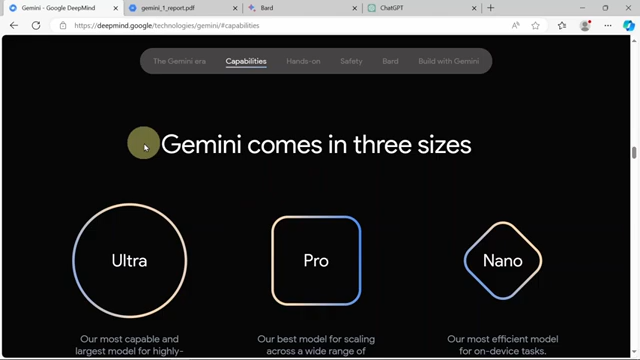 Gemini - Google DeepMind
gemini_1_report.pdf
Bard
ChatGPT
https://deepmind.google/technologies/gemini/#capabilities
The Gemini era
Capabilities
Hands-on
Safety
Bard
Build with Gemini
Gemini comes in three sizes
Ultra
Pro
Nano
Our most capable and
largest model for highly-
Our best model for scaling
across a wide range of
Our most efficient model
for on-device tasks.